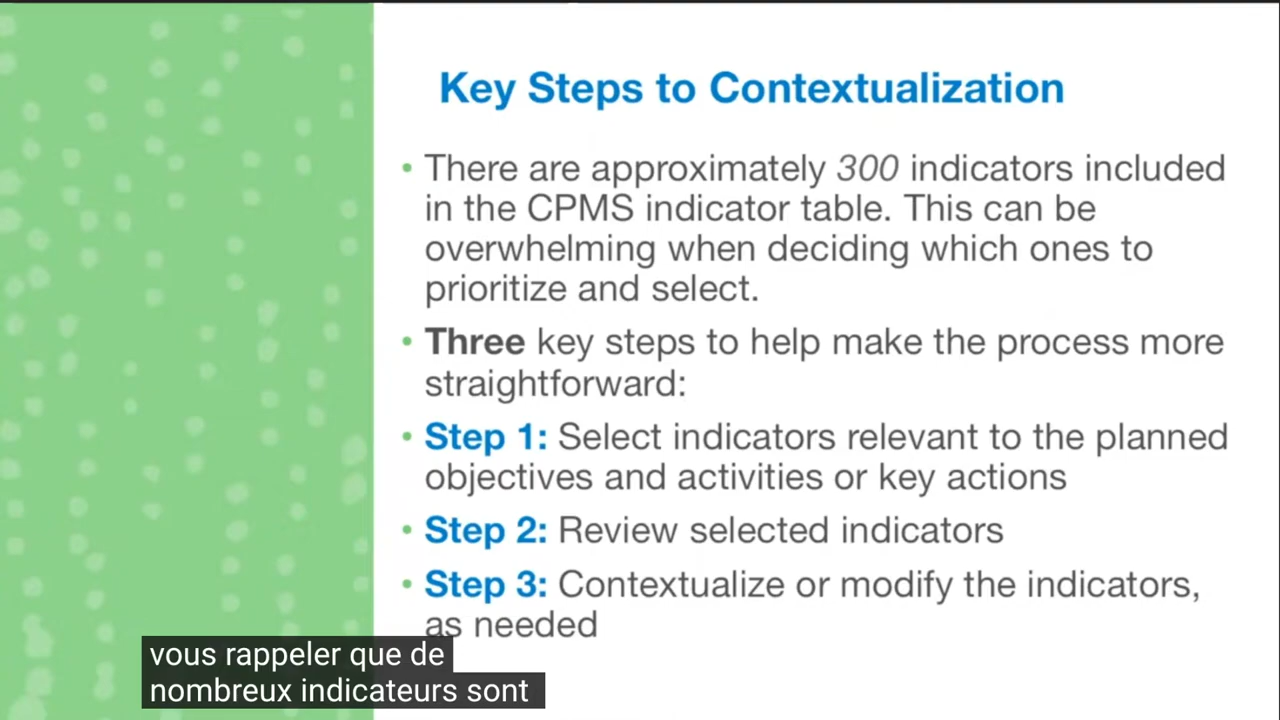 Key Steps to Contextualization
• There are approximately 300 indicators included
in the CPMS indicator table. This can be
overwhelming when deciding which ones to
prioritize and select.
• Three key steps to help make the process more
straightforward:
• Step 1: Select indicators relevant to the planned
objectives and activities or key actions
• Step 2: Review selected indicators
• Step 3: Contextualize or modify the indicators,
as needed
vous rappeler que de
nombreux indicateurs sont